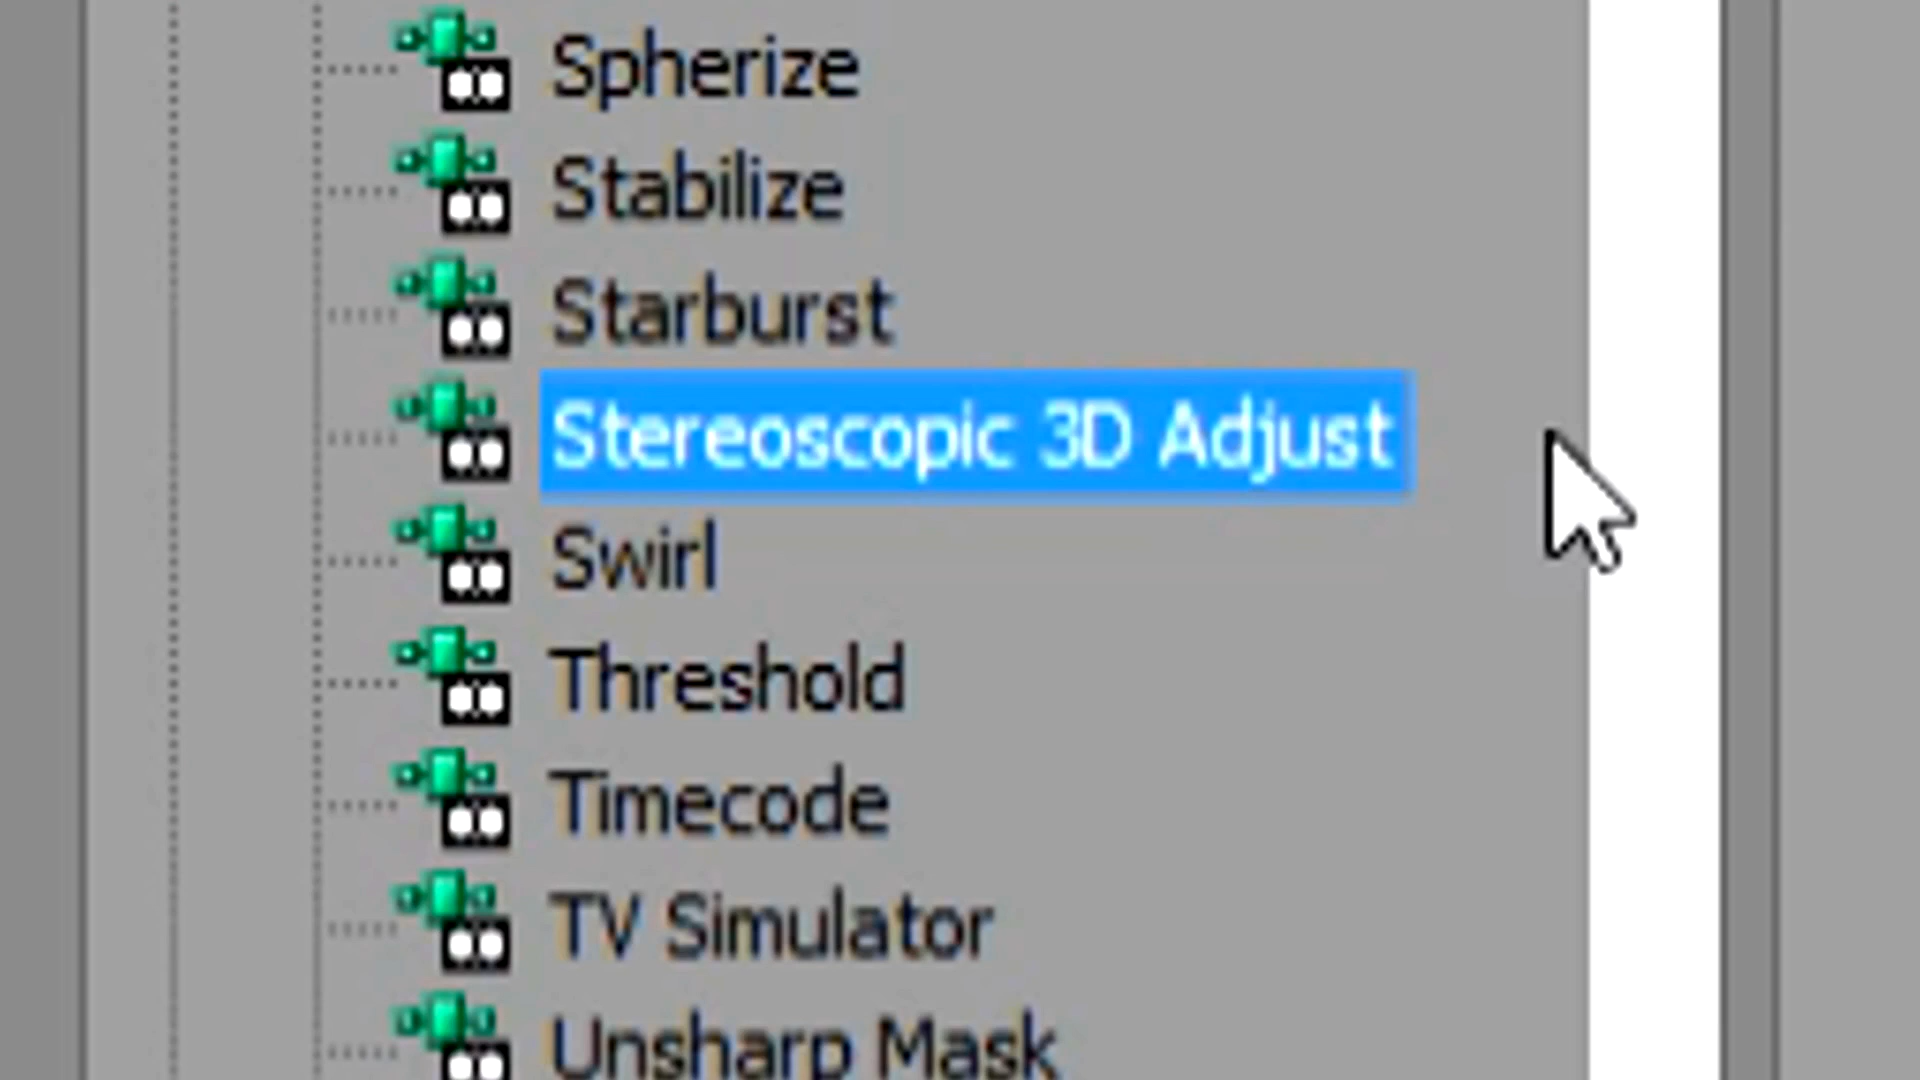 Spherize
Stabilize
Starburst
Stereoscopic 3D Adjust
Swirl
Threshold
Timecode
TV Simulator
Unsharp Mask